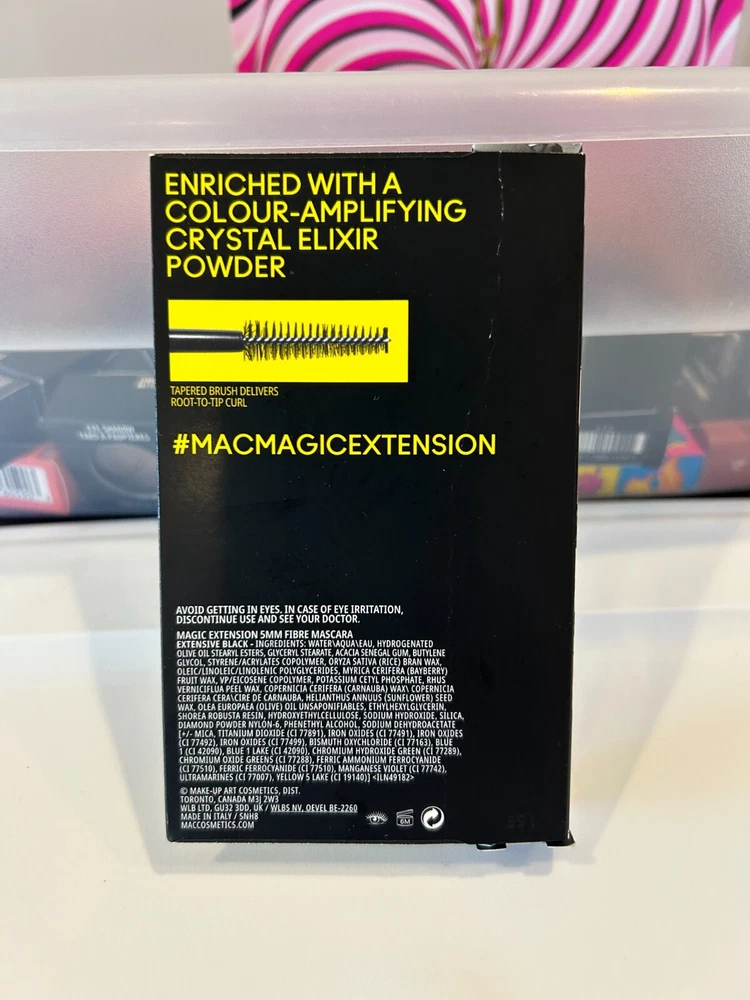 ENRICHED WITH A
COLOUR-AMPLIFYING
CRYSTAL ELIXIR
POWDER
TAPERED BRUSH DELIVERS
ROOT-TO-TIP CURL
#MACMAGICEXTENSION
AVOID GETTING IN EYES. IN CASE OF EYE IRRITATION,
DISCONTINUE USE AND SEE YOUR DOCTOR.
MAGIC EXTENSION 5MM FIBRE MASCARA
EXTENSIVE BLACK - INGREDIENTS: WATER\AQUA\EAU, HYDROGENATED
OLIVE OIL STEARYL ESTERS, GLYCERYL STEARATE, ACACIA SENEGAL GUM, BUTYLENE
GLYCOL, STYRENE/ACRYLATES COPOLYMER, ORYZA SATIVA (RICE) BRAN WAX,
OLEIC/LINOLEIC/LINOLENIC POLYGLYCERIDES, MYRICA CERIFERA (BAYBERRY)
FRUIT WAX, VP/EICOSENE COPOLYMER, POTASSIUM CETYL PHOSPHATE, RHUS
VERNICIFLUA PEEL WAX, COPERNICIA CERIFERA (CARNAUBA) WAX\ COPERNICIA
CERIFERA CERA\CIRE DE CARNAUBA, HELIANTHUS ANNUUS (SUNFLOWER) SEED
WAX, OLEA EUROPAEA (OLIVE) OIL UNSAPONIFIABLES, ETHYLHEXYLGLYCERIN,
SHOREA ROBUSTA RESIN, HYDROXYETHYLCELLULOSE, SODIUM HYDROXIDE, SILICA,
DIAMOND POWDER NYLON-6, PHENETHYL ALCOHOL, SODIUM DEHYDROACETATE
[+/- MICA, TITANIUM DIOXIDE (CI 77891), IRON OXIDES (CI 77491), IRON OXIDES
(CI 77492), IRON OXIDES (CI 77499), BISMUTH OXYCHLORIDE (CI 77163), BLUE
1 (CI 42090), BLUE 1 LAKE (CI 42090), CHROMIUM HYDROXIDE GREEN (CI 77289),
CHROMIUM OXIDE GREENS (CI 77288), FERRIC AMMONIUM FERROCYANIDE
(CI 77510), FERRIC FERROCYANIDE (CI 77510), MANGANESE VIOLET (CI 77742),
ULTRAMARINES (CI 77007), YELLOW 5 LAKE (CI 19140)] <ILN49182>
© MAKE-UP ART COSMETICS, DIST.
TORONTO, CANADA M3J 2W3
WLB LTD, GU32 3DD, UK / WLBS NV, OEVEL BE-2260
MADE IN ITALY / SNH8
MACCOSMETICS.COM
6M
EYE SHADOW
FARD À PAUPIÈRES